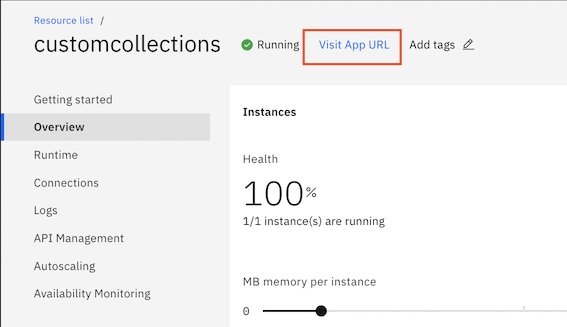 Resource list /
customcollections Running Visit App URL Add tags
Getting started
Overview
Runtime
Connections
Logs
API Management
Autoscaling
Availability Monitoring
Instances
Health
100%
1/1 instance(s) are running
MB memory per instance
0